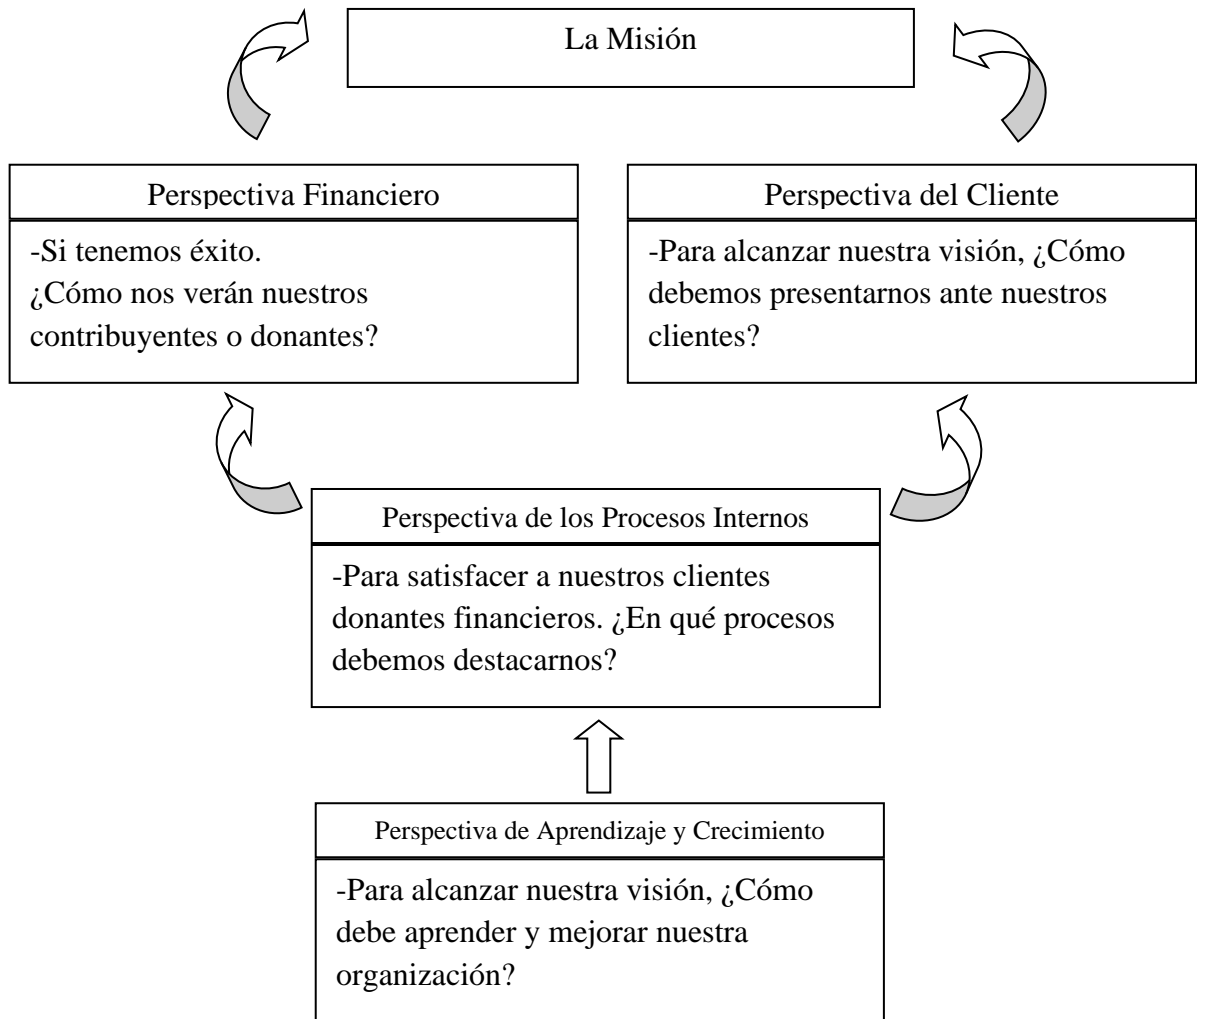 La Misión
Perspectiva Financiero
-Si tenemos éxito.
¿Cómo nos verán nuestros
contribuyentes o donantes?
Perspectiva del Cliente
-Para alcanzar nuestra visión, ¿Cómo
debemos presentarnos ante nuestros
clientes?
Perspectiva de los Procesos Internos
-Para satisfacer a nuestros clientes
donantes financieros. ¿En qué procesos
debemos destacarnos?
Perspectiva de Aprendizaje y Crecimiento
-Para alcanzar nuestra visión, ¿Cómo
debe aprender y mejorar nuestra
organización?